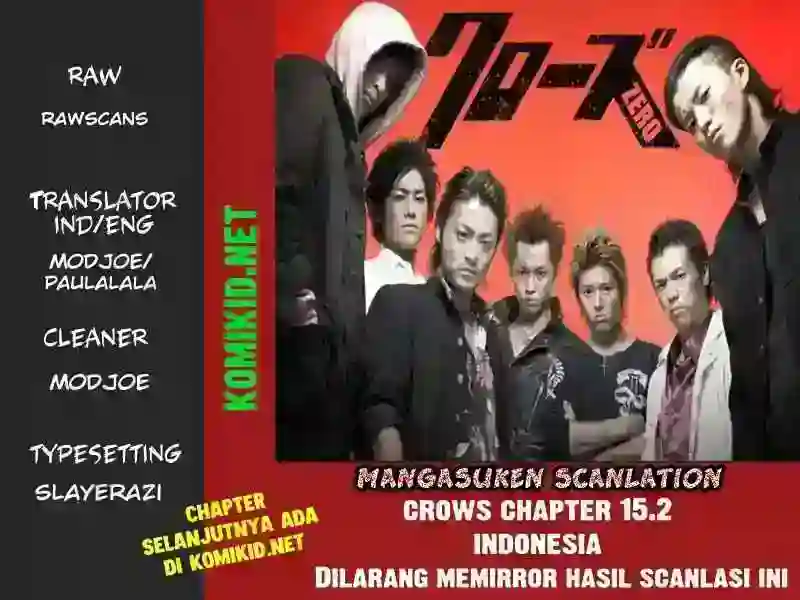 RAW
RAWSCANS
TRANSLATOR
IND/ENG
MODJOE/
PAULALALA
CLEANER
MODJOE
TYPESETTING
SLAYERAZI
KOMIKID.NET
クローズ
ZERO
CHAPTER
SELANJUTNYA ADA
DI KOMIKID.NET
MANGASUKEN SCANLATION
CROWS CHAPTER 15.2
INDONESIA
DILARANG MEMIRROR HASIL SCANLASI INI